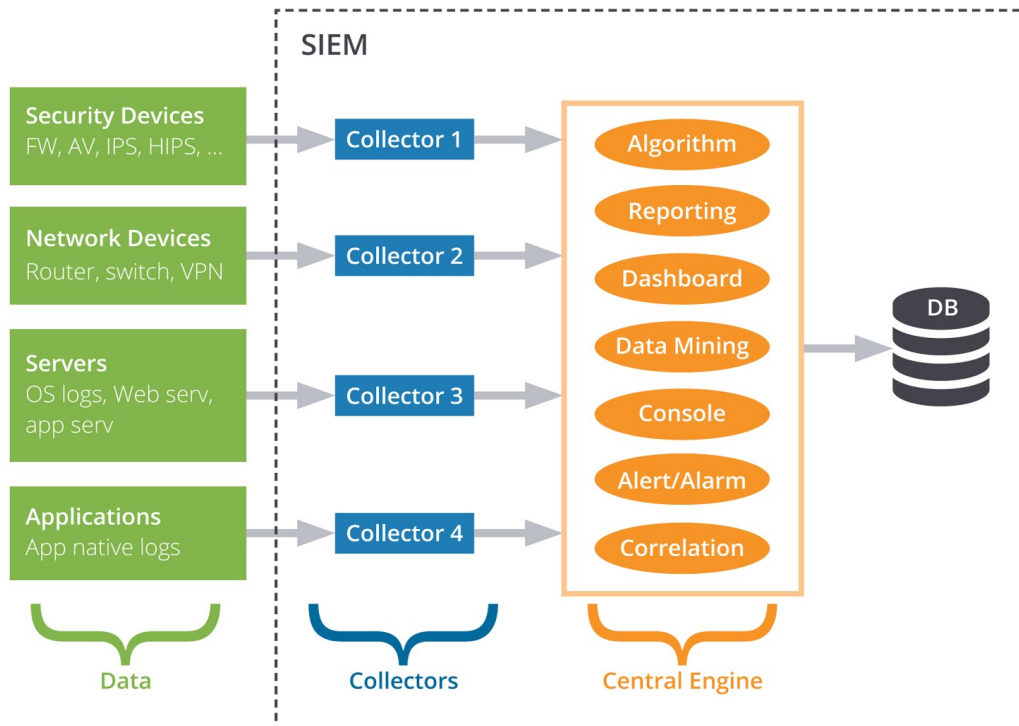 SIEM
Security Devices
FW, AV, IPS, HIPS, ...
Collector 1
Network Devices
Router, switch, VPN
Collector 2
Servers
OS logs, Web serv,
app serv
Collector 3
Applications
App native logs
Collector 4
Algorithm
Reporting
Dashboard
Data Mining
Console
Alert/Alarm
Correlation
DB
Data
Collectors
Central Engine